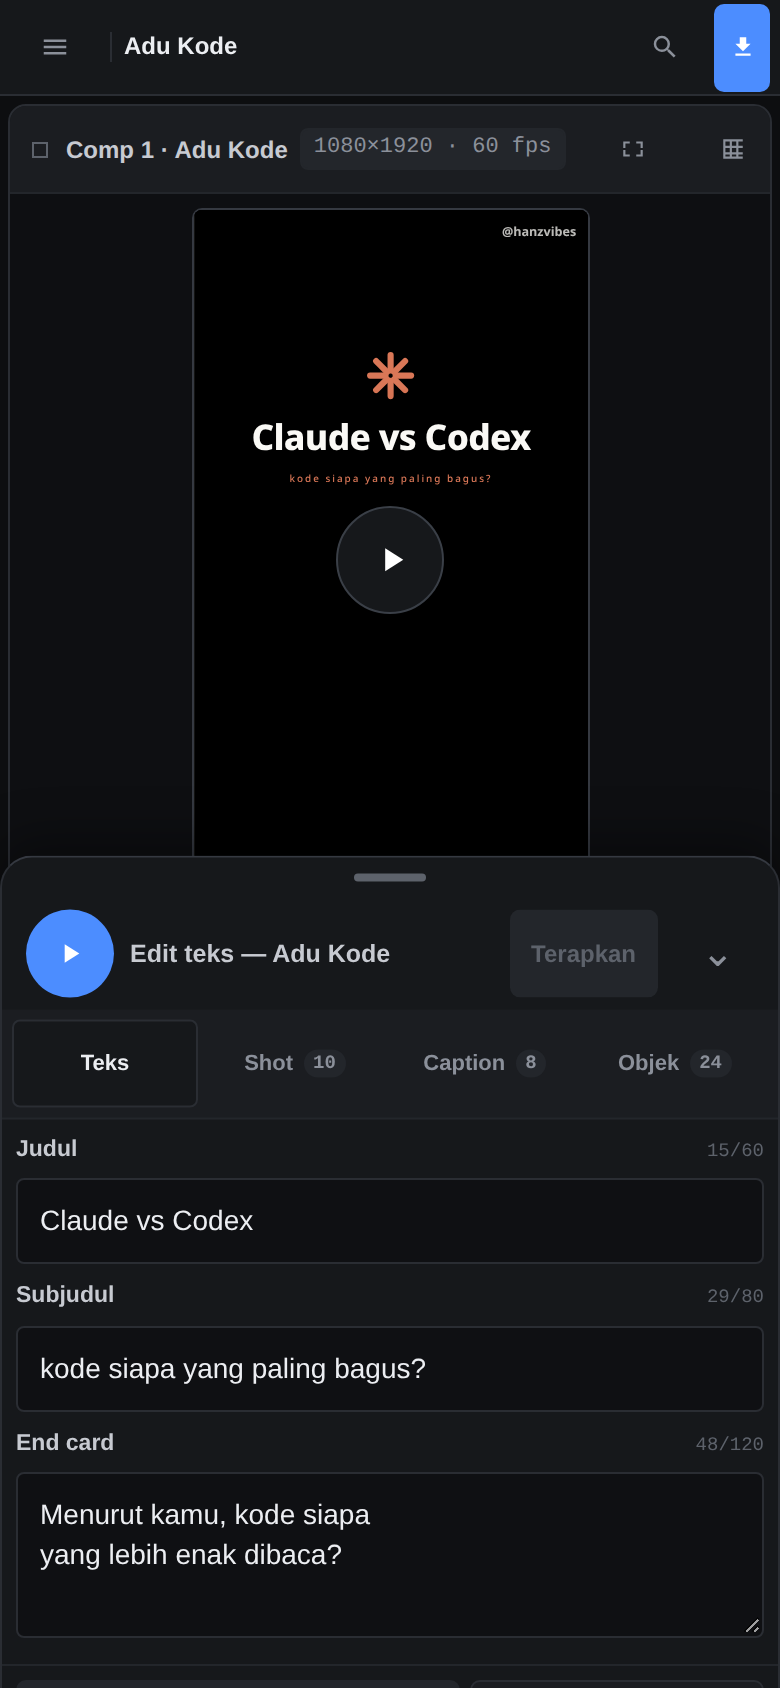 Adu Kode
Comp 1 · Adu Kode
1080×1920 · 60 fps
@hanzvibes
Claude vs Codex
kode siapa yang paling bagus?
Edit teks — Adu Kode
Terapkan
Teks
Shot 10
Caption 8
Objek 24
Judul
15/60
Claude vs Codex
Subjudul
29/80
kode siapa yang paling bagus?
End card
48/120
Menurut kamu, kode siapa
yang lebih enak dibaca?